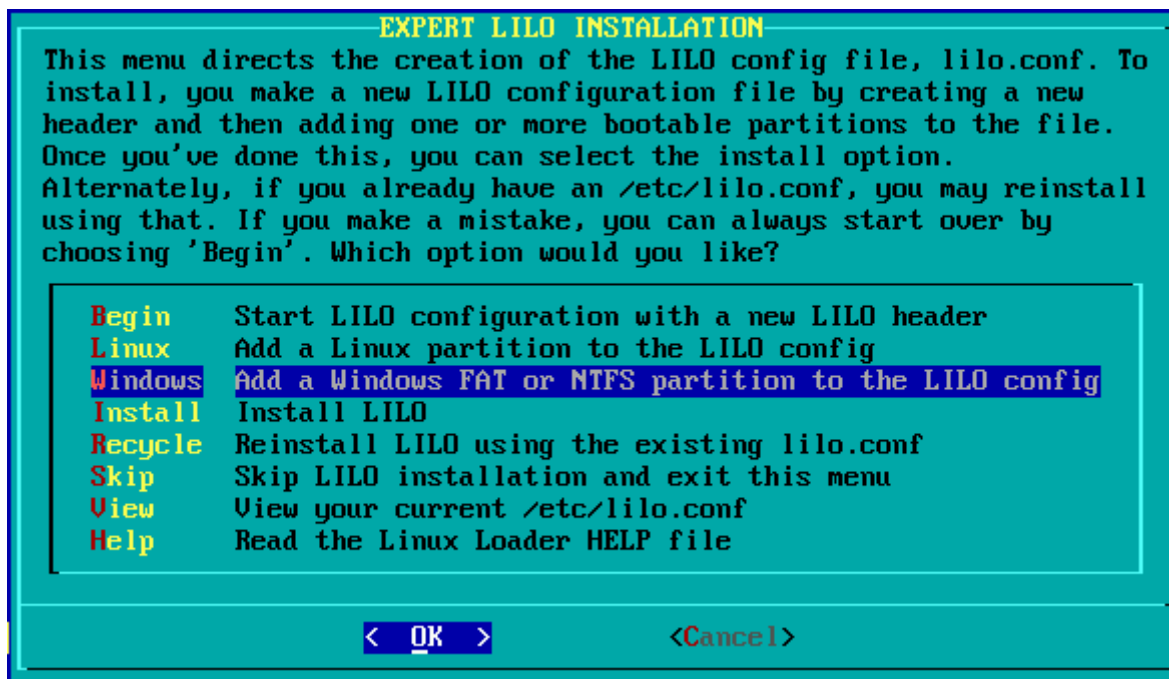 EXPERT LILO INSTALLATION
This menu directs the creation of the LILO config file, lilo.conf. To
install, you make a new LILO configuration file by creating a new
header and then adding one or more bootable partitions to the file.
Once you've done this, you can select the install option.
Alternately, if you already have an /etc/lilo.conf, you may reinstall
using that. If you make a mistake, you can always start over by
choosing 'Begin'. Which option would you like?
Begin Start LILO configuration with a new LILO header
Linux Add a Linux partition to the LILO config
Windows Add a Windows FAT or NTFS partition to the LILO config
Install Install LILO
Recycle Reinstall LILO using the existing lilo.conf
Skip Skip LILO installation and exit this menu
View View your current /etc/lilo.conf
Help Read the Linux Loader HELP file
< OK > <Cancel>